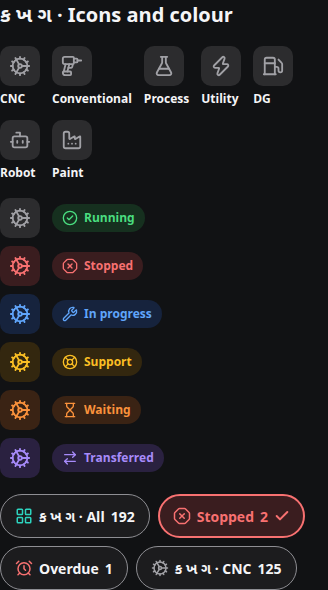 ક ખ ગ · Icons and colour
CNC Conventional Process Utility DG
Robot Paint
Running
Stopped
In progress
Support
Waiting
Transferred
ક ખ ગ · All 192 Stopped 2
Overdue 1 ક ખ ગ · CNC 125